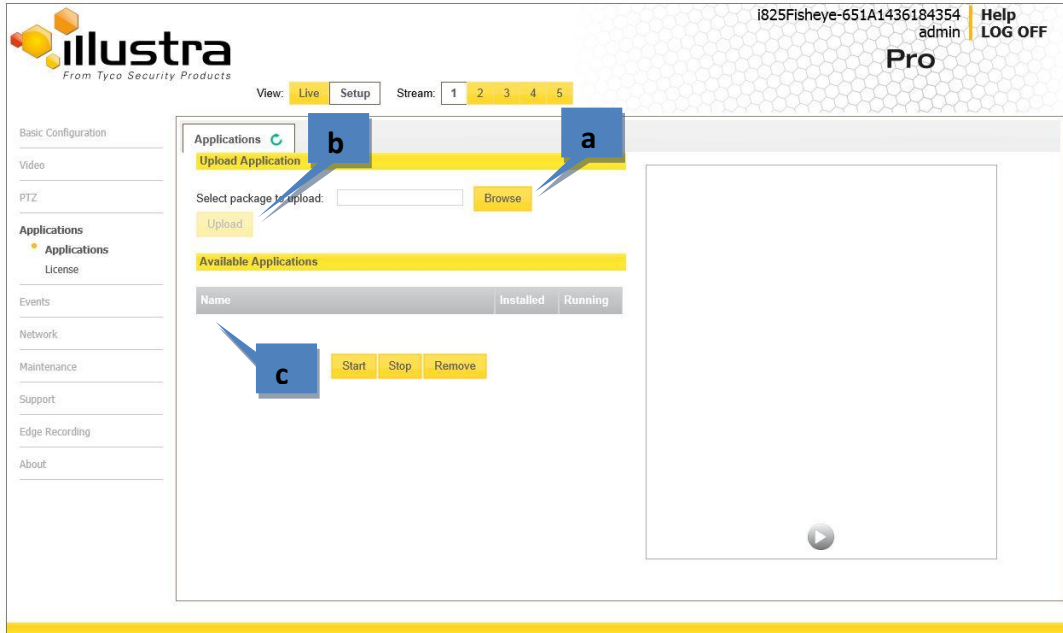 illustra
From Tyco Security Products
i825Fisheye-651A1436184354
admin
Help
LOG OFF
Pro
View: Live Setup Stream: 1 2 3 4 5
Basic Configuration
Video
PTZ
Applications
Applications
License
Events
Network
Maintenance
Support
Edge Recording
About
Applications
b
a
Upload Application
Select package to upload: Browse
Upload
Available Applications
Name Installed Running
c
Start Stop Remove